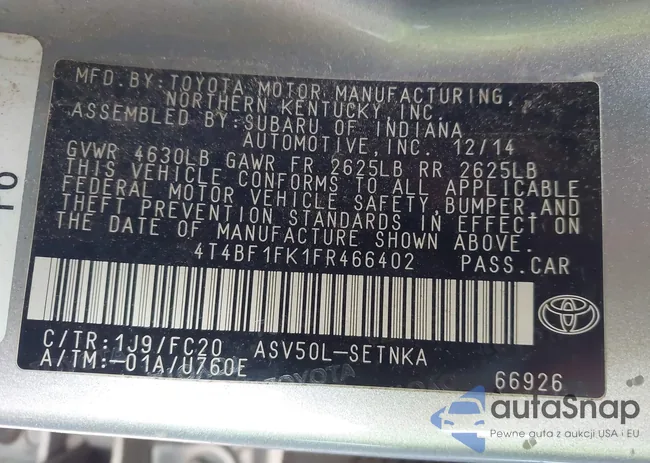 MFD.BY:TOYOTA MOTOR MANUFACTURING,
NORTHERN KENTUCKY,INC.
ASSEMBLED BY:SUBARU OF INDIANA
AUTOMOTIVE,INC. 12/14
GVWR 4630LB GAWR FR 2625LB RR 2625LB
THIS VEHICLE CONFORMS TO ALL APPLICABLE
FEDERAL MOTOR VEHICLE SAFETY,BUMPER AND
THEFT PREVENTION STANDARDS IN EFFECT ON
THE DATE OF MANUFACTURE SHOWN ABOVE.
4T4BF1FK1FR466402 PASS.CAR
C/TR:1J9/FC20 ASV50L-SETNKA
A/TM:-01A/U760E
TOYOTA
66926
autaSnap
Pewne auta z aukcji USA i EU